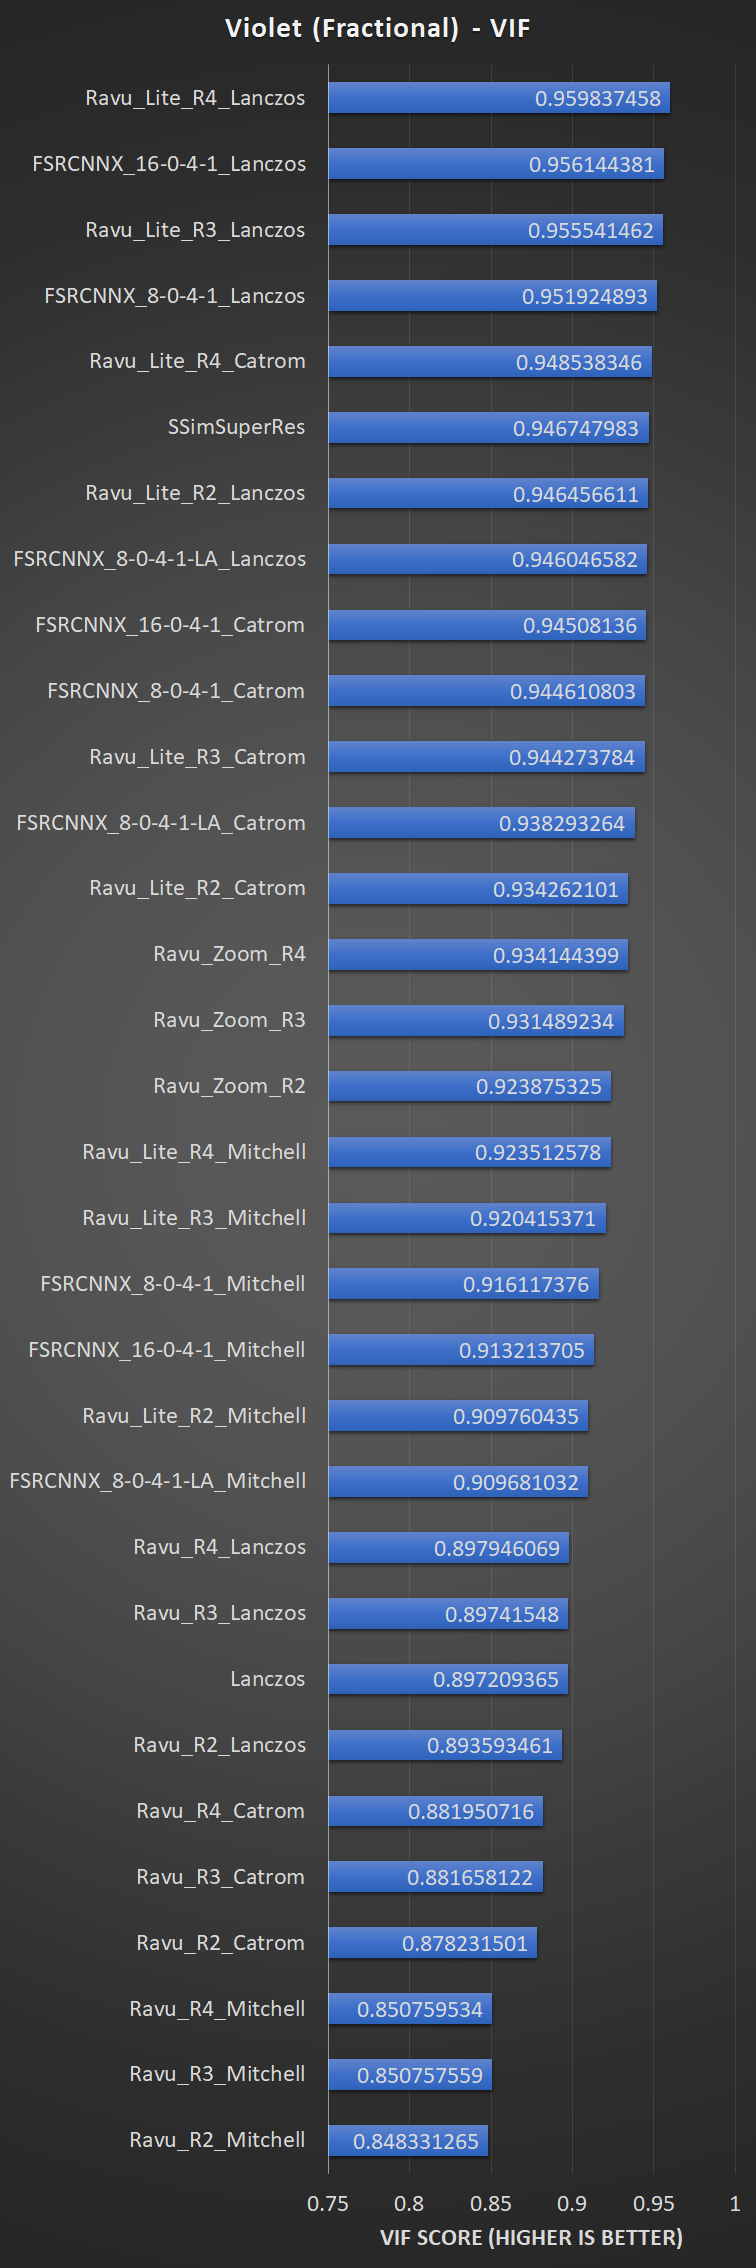 Violet (Fractional) - VIF
Ravu_Lite_R4_Lanczos 0.959837458
FSRCNNX_16-0-4-1_Lanczos 0.956144381
Ravu_Lite_R3_Lanczos 0.955541462
FSRCNNX_8-0-4-1_Lanczos 0.951924893
Ravu_Lite_R4_Catrom 0.948538346
SSimSuperRes 0.946747983
Ravu_Lite_R2_Lanczos 0.946456611
FSRCNNX_8-0-4-1-LA_Lanczos 0.946046582
FSRCNNX_16-0-4-1_Catrom 0.94508136
FSRCNNX_8-0-4-1_Catrom 0.944610803
Ravu_Lite_R3_Catrom 0.944273784
FSRCNNX_8-0-4-1-LA_Catrom 0.938293264
Ravu_Lite_R2_Catrom 0.934262101
Ravu_Zoom_R4 0.934144399
Ravu_Zoom_R3 0.931489234
Ravu_Zoom_R2 0.923875325
Ravu_Lite_R4_Mitchell 0.923512578
Ravu_Lite_R3_Mitchell 0.920415371
FSRCNNX_8-0-4-1_Mitchell 0.916117376
FSRCNNX_16-0-4-1_Mitchell 0.913213705
Ravu_Lite_R2_Mitchell 0.909760435
FSRCNNX_8-0-4-1-LA_Mitchell 0.909681032
Ravu_R4_Lanczos 0.897946069
Ravu_R3_Lanczos 0.89741548
Lanczos 0.897209365
Ravu_R2_Lanczos 0.893593461
Ravu_R4_Catrom 0.881950716
Ravu_R3_Catrom 0.881658122
Ravu_R2_Catrom 0.878231501
Ravu_R4_Mitchell 0.850759534
Ravu_R3_Mitchell 0.850757559
Ravu_R2_Mitchell 0.848331265
0.75 0.8 0.85 0.9 0.95 1
VIF SCORE (HIGHER IS BETTER)